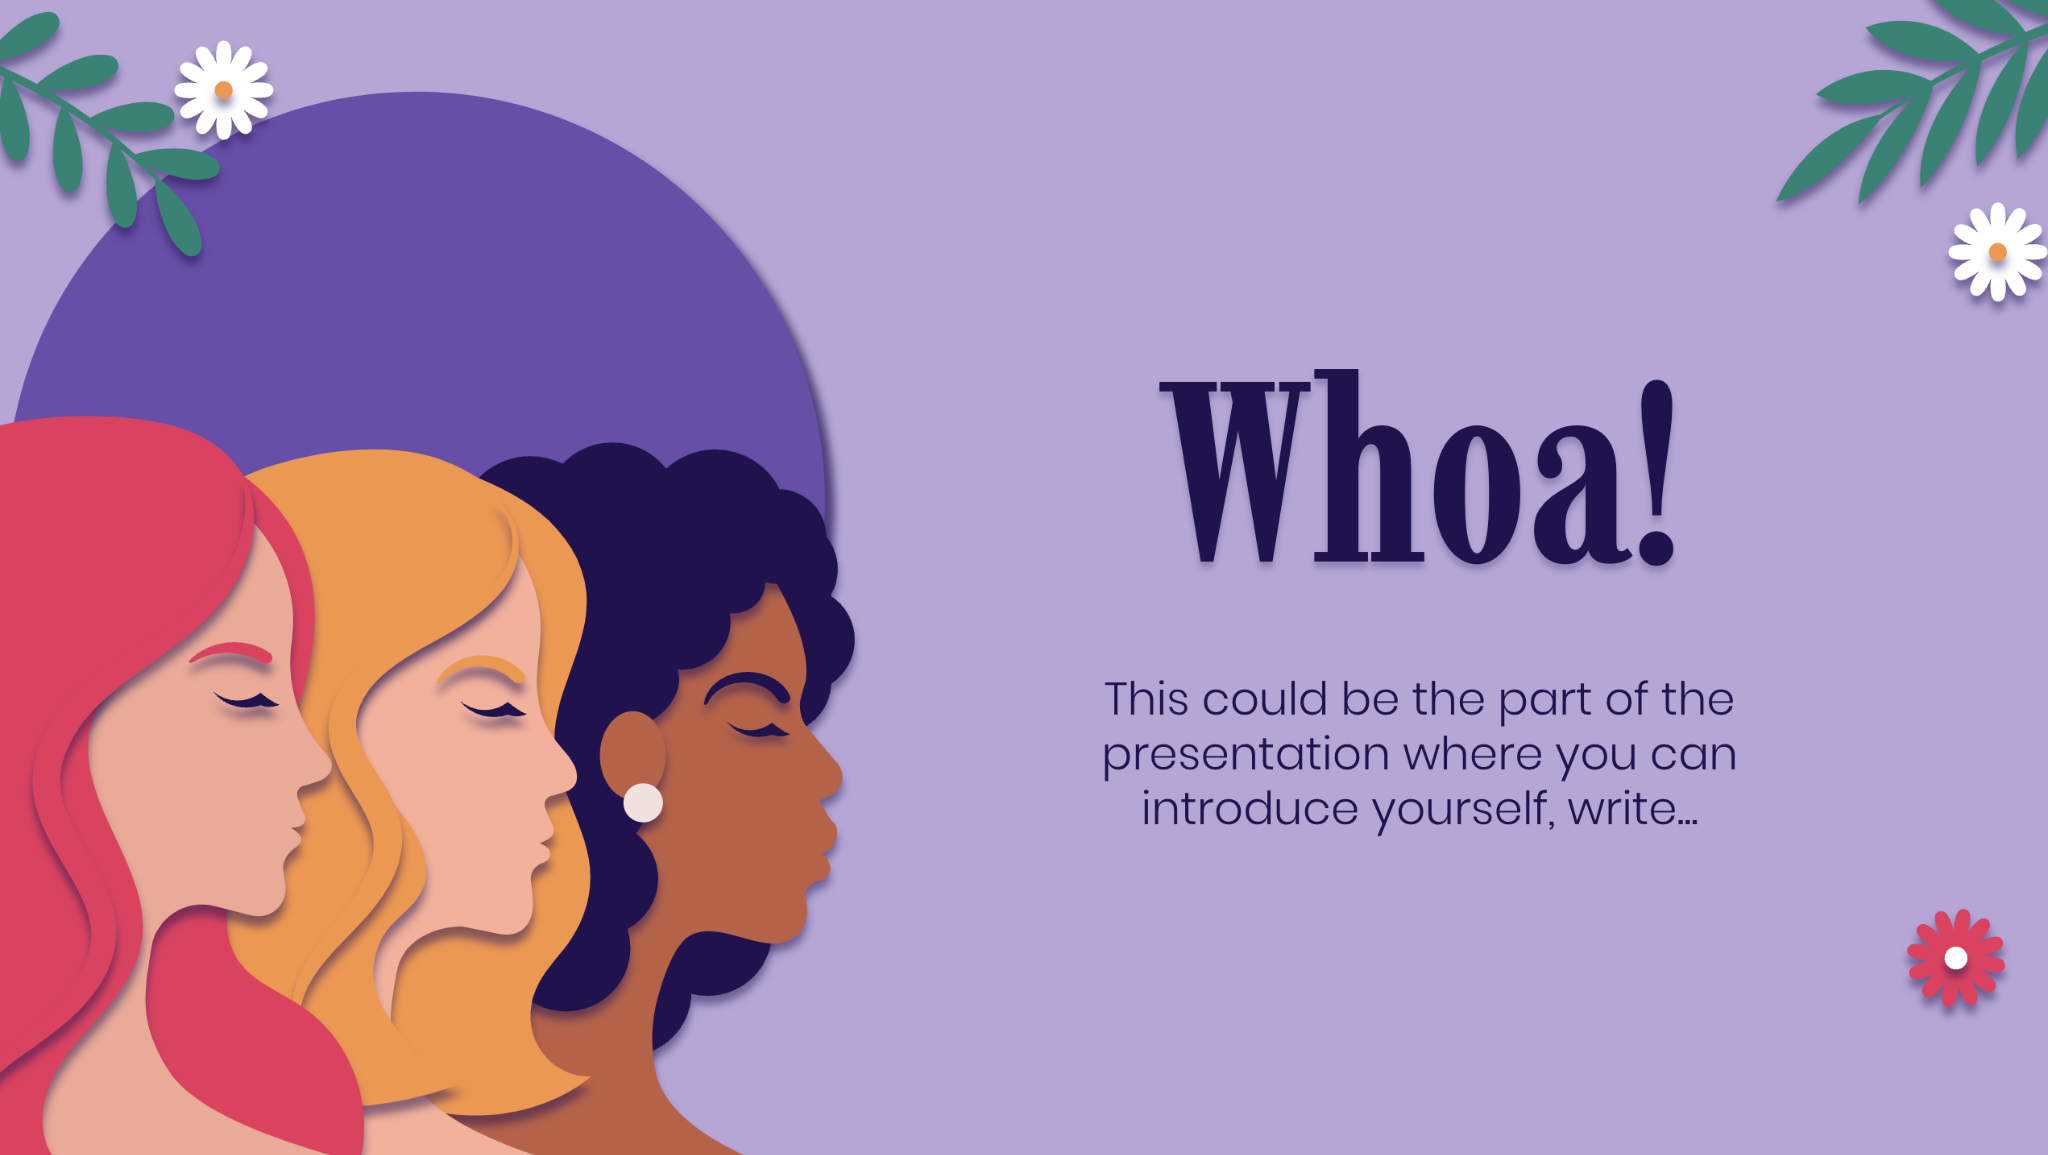 Whoa!
This could be the part of the
presentation where you can
introduce yourself, write...